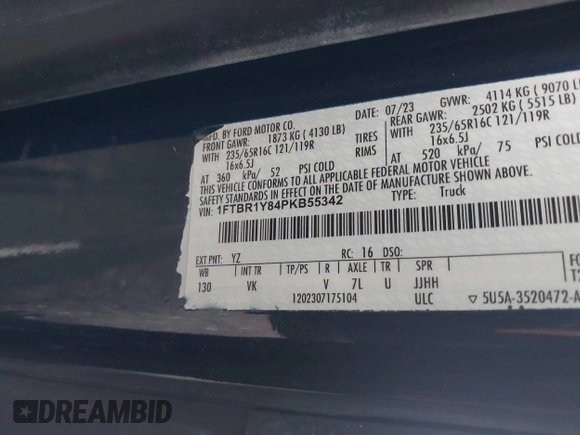 MFD. BY FORD MOTOR CO.
07/23
GVWR: 4114 KG ( 9070 L
FRONT GAWR: 1873 KG ( 4130 LB)
REAR GAWR: 2502 KG ( 5515 LB)
WITH 235/65R16C 121/119R TIRES
WITH 235/65R16C 121/119R
16x6.5J RIMS
16x6.5J
AT 360 kPa/ 52 PSI COLD
AT 520 kPa/ 75 PSI COLD
THIS VEHICLE CONFORMS TO ALL APPLICABLE FEDERAL MOTOR VEHICLE
SAFETY STANDARDS IN EFFECT ON THE DATE OF MANUFACTURE SHOWN ABOVE.
VIN: 1FTBR1Y84PKB55342
TYPE: Truck
EXT PNT: YZ RC: 16 DSO:
WB INT TR TP/PS R AXLE TR SPR
130 VK V 7L U JJHH
1202307175104 ULC
▽ 5U5A-3520472-A
DREAMBID